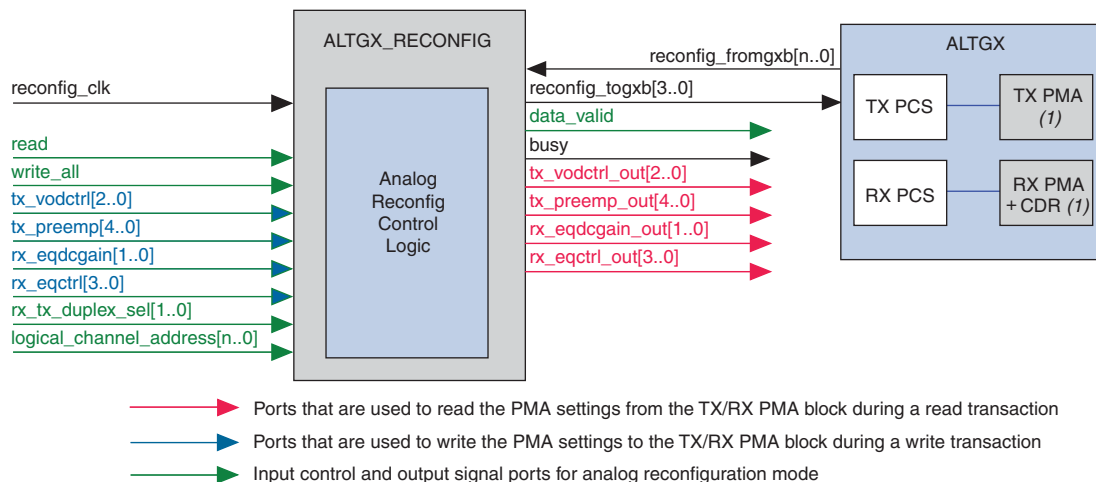 ALTGX_RECONFIG
ALTGX
reconfig_fromgxb[n..0]
reconfig_clk
reconfig_togxb[3..0]
TX PCS
TX PMA
(1)
data_valid
read
busy
write_all
tx_vodctrl_out[2..0]
tx_vodctrl[2..0]
tx_preemp_out[4..0]
tx_preemp[4..0]
rx_eqdcgain_out[1..0]
rx_eqdcgain[1..0]
rx_eqctrl_out[3..0]
rx_eqctrl[3..0]
rx_tx_duplex_sel[1..0]
logical_channel_address[n..0]
Analog
Reconfig
Control
Logic
RX PCS
RX PMA
+ CDR (1)
Ports that are used to read the PMA settings from the TX/RX PMA block during a read transaction
Ports that are used to write the PMA settings to the TX/RX PMA block during a write transaction
Input control and output signal ports for analog reconfiguration mode